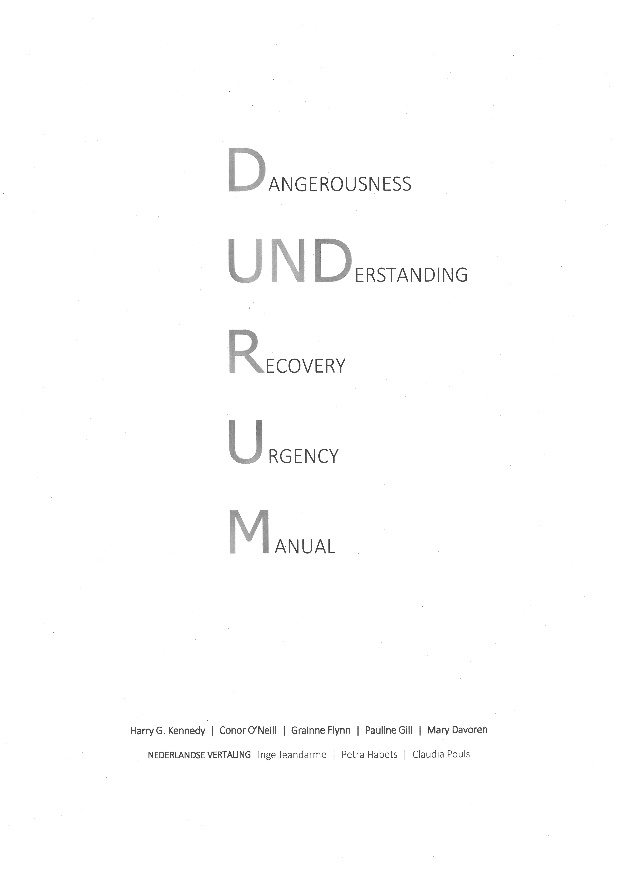 DANGEROUSNESS
UNDERSTANDING
RECOVERY
URGENCY
MANUAL
Harry G. Kennedy | Conor O'Neill | Grainne Flynn | Pauline Gill | Mary Davoren
NEDERLANDSE VERTALING Inge Jeandarme | Petra Habets | Claudia Pouls